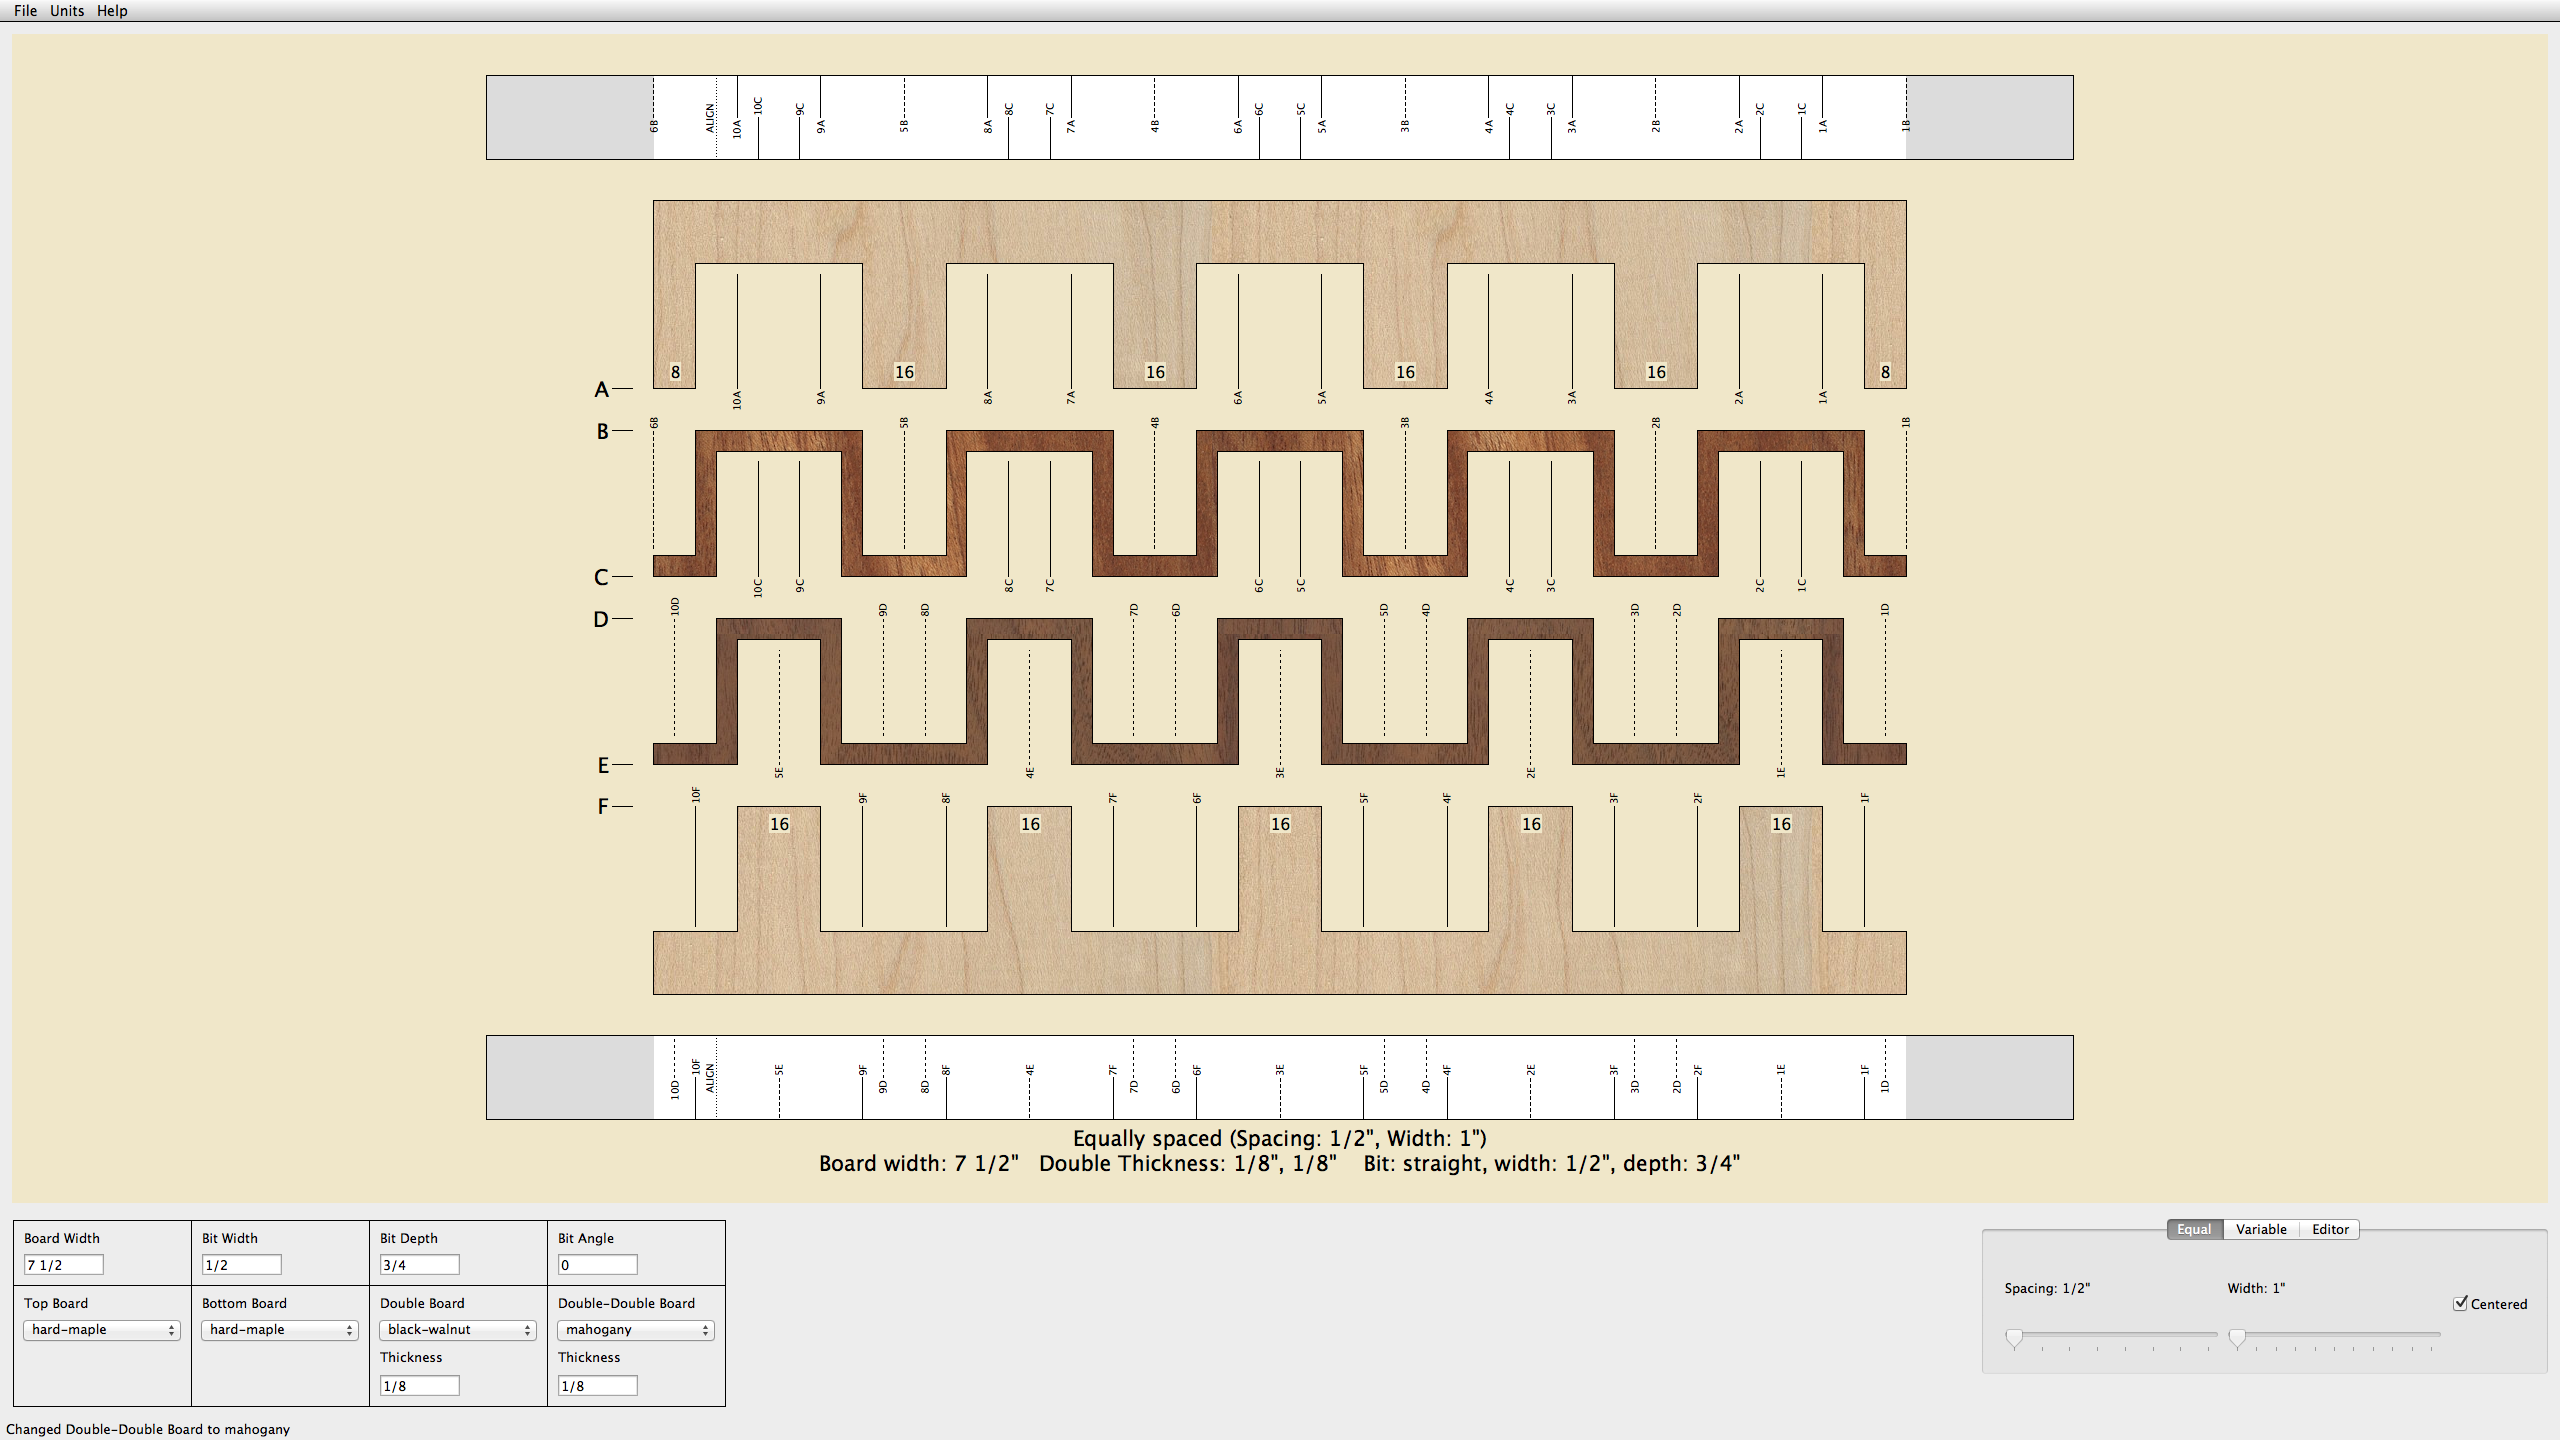 File Units Help
6B ALIGN 10A 10C 9C 9A 5B 8A 8C 7C 7A 4B 6A 6C 5C 5A 3B 4A 4C 3C 3A 2B 2A 2C 1C 1A 1B
8 16 16 16 16 8
A
10A 9A 8A 7A 6A 5A 4A 3A 2A 1A
6B 5B 4B 3B 2B 1B
B
C
10C 9C 8C 7C 6C 5C 4C 3C 2C 1C
10D 9D 8D 7D 6D 5D 4D 3D 2D 1D
D
E
5E 4E 3E 2E 1E
10F 9F 8F 7F 6F 5F 4F 3F 2F 1F
F
16 16 16 16 16
10D 10F ALIGN 5E 9F 9D 8D 8F 4E 7F 7D 6D 6F 3E 5F 5D 4D 4F 2E 3F 3D 2D 2F 1E 1F 1D
Equally spaced (Spacing: 1/2", Width: 1")
Board width: 7 1/2" Double Thickness: 1/8", 1/8" Bit: straight, width: 1/2", depth: 3/4"
Board Width Bit Width Bit Depth Bit Angle
7 1/2 1/2 3/4 0
Top Board Bottom Board Double Board Double-Double Board
hard-maple hard-maple black-walnut mahogany
Thickness Thickness
1/8 1/8
Equal Variable Editor
Spacing: 1/2" Width: 1"
Centered
Changed Double-Double Board to mahogany